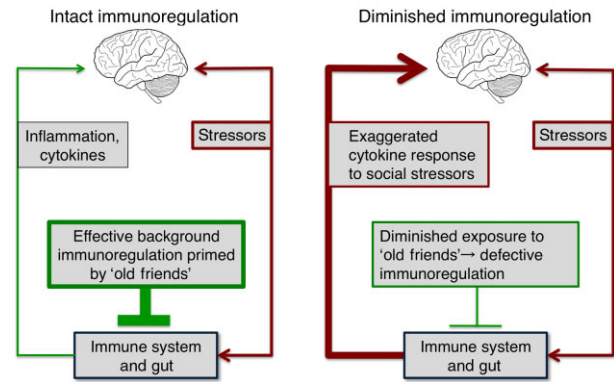 Intact immunoregulation
Inflammation,
cytokines
Stressors
Effective background
immunoregulation primed
by ‘old friends’
Immune system
and gut
Diminished immunoregulation
Exaggerated
cytokine response
to social stressors
Stressors
Diminished exposure to
‘old friends’→ defective
immunoregulation
Immune system
and gut